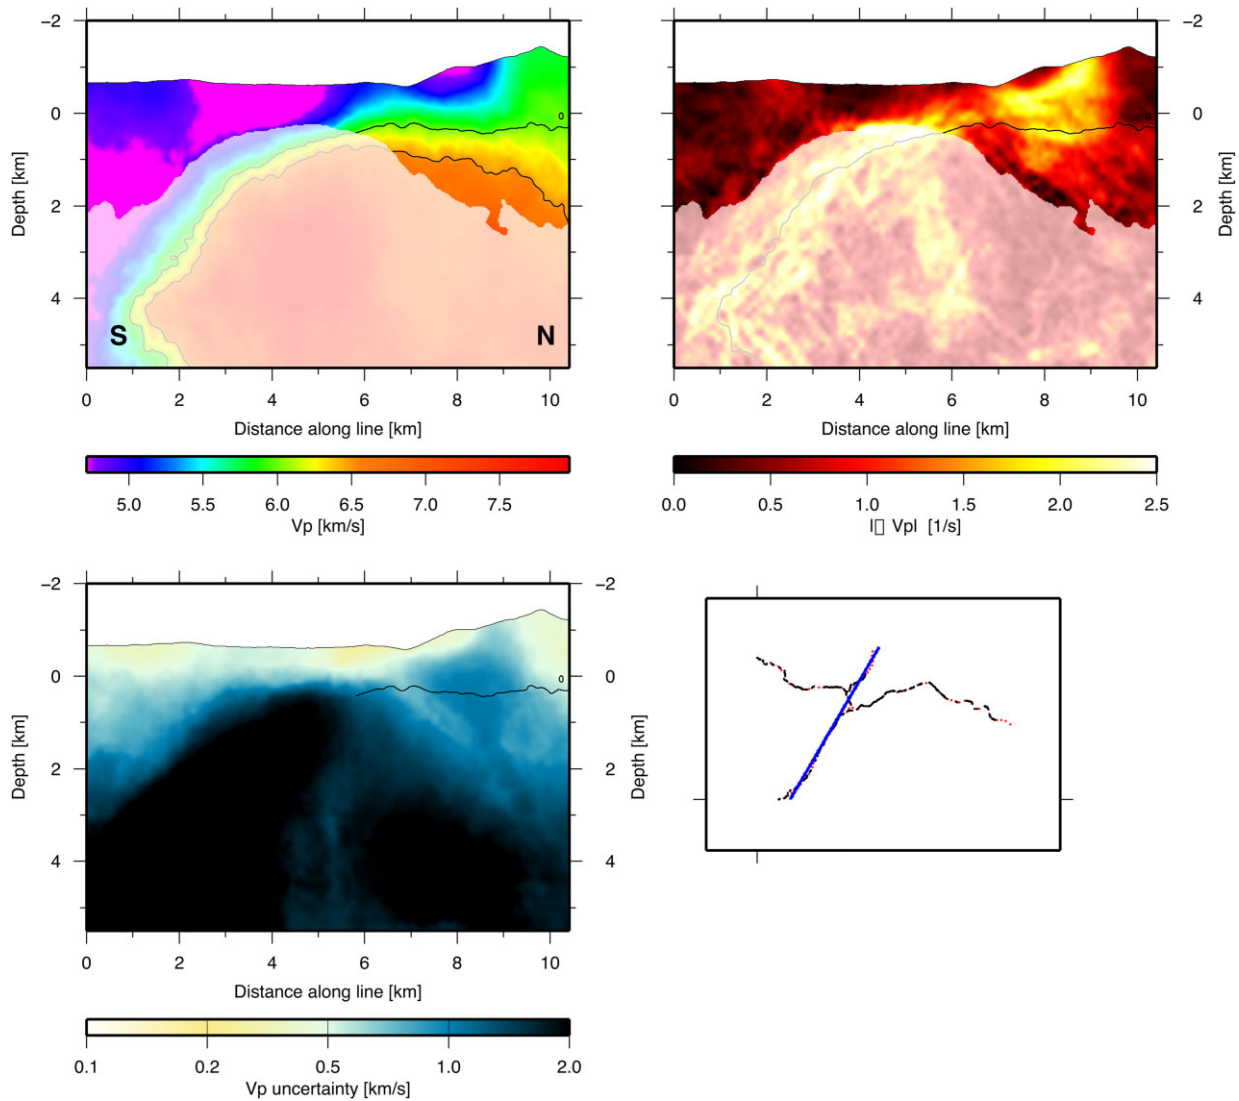 −2
0
2
4
Depth [km]
S
N
0
0 2 4 6 8 10
Distance along line [km]
5.0 5.5 6.0 6.5 7.0 7.5
Vp [km/s]
−2
0
2
4
Depth [km]
0 2 4 6 8 10
Distance along line [km]
0.0 0.5 1.0 1.5 2.0 2.5
|□ Vp| [1/s]
−2
0
2
4
Depth [km]
−2
0
2
4
Depth [km]
0
0 2 4 6 8 10
Distance along line [km]
0.1 0.2 0.5 1.0 2.0
Vp uncertainty [km/s]